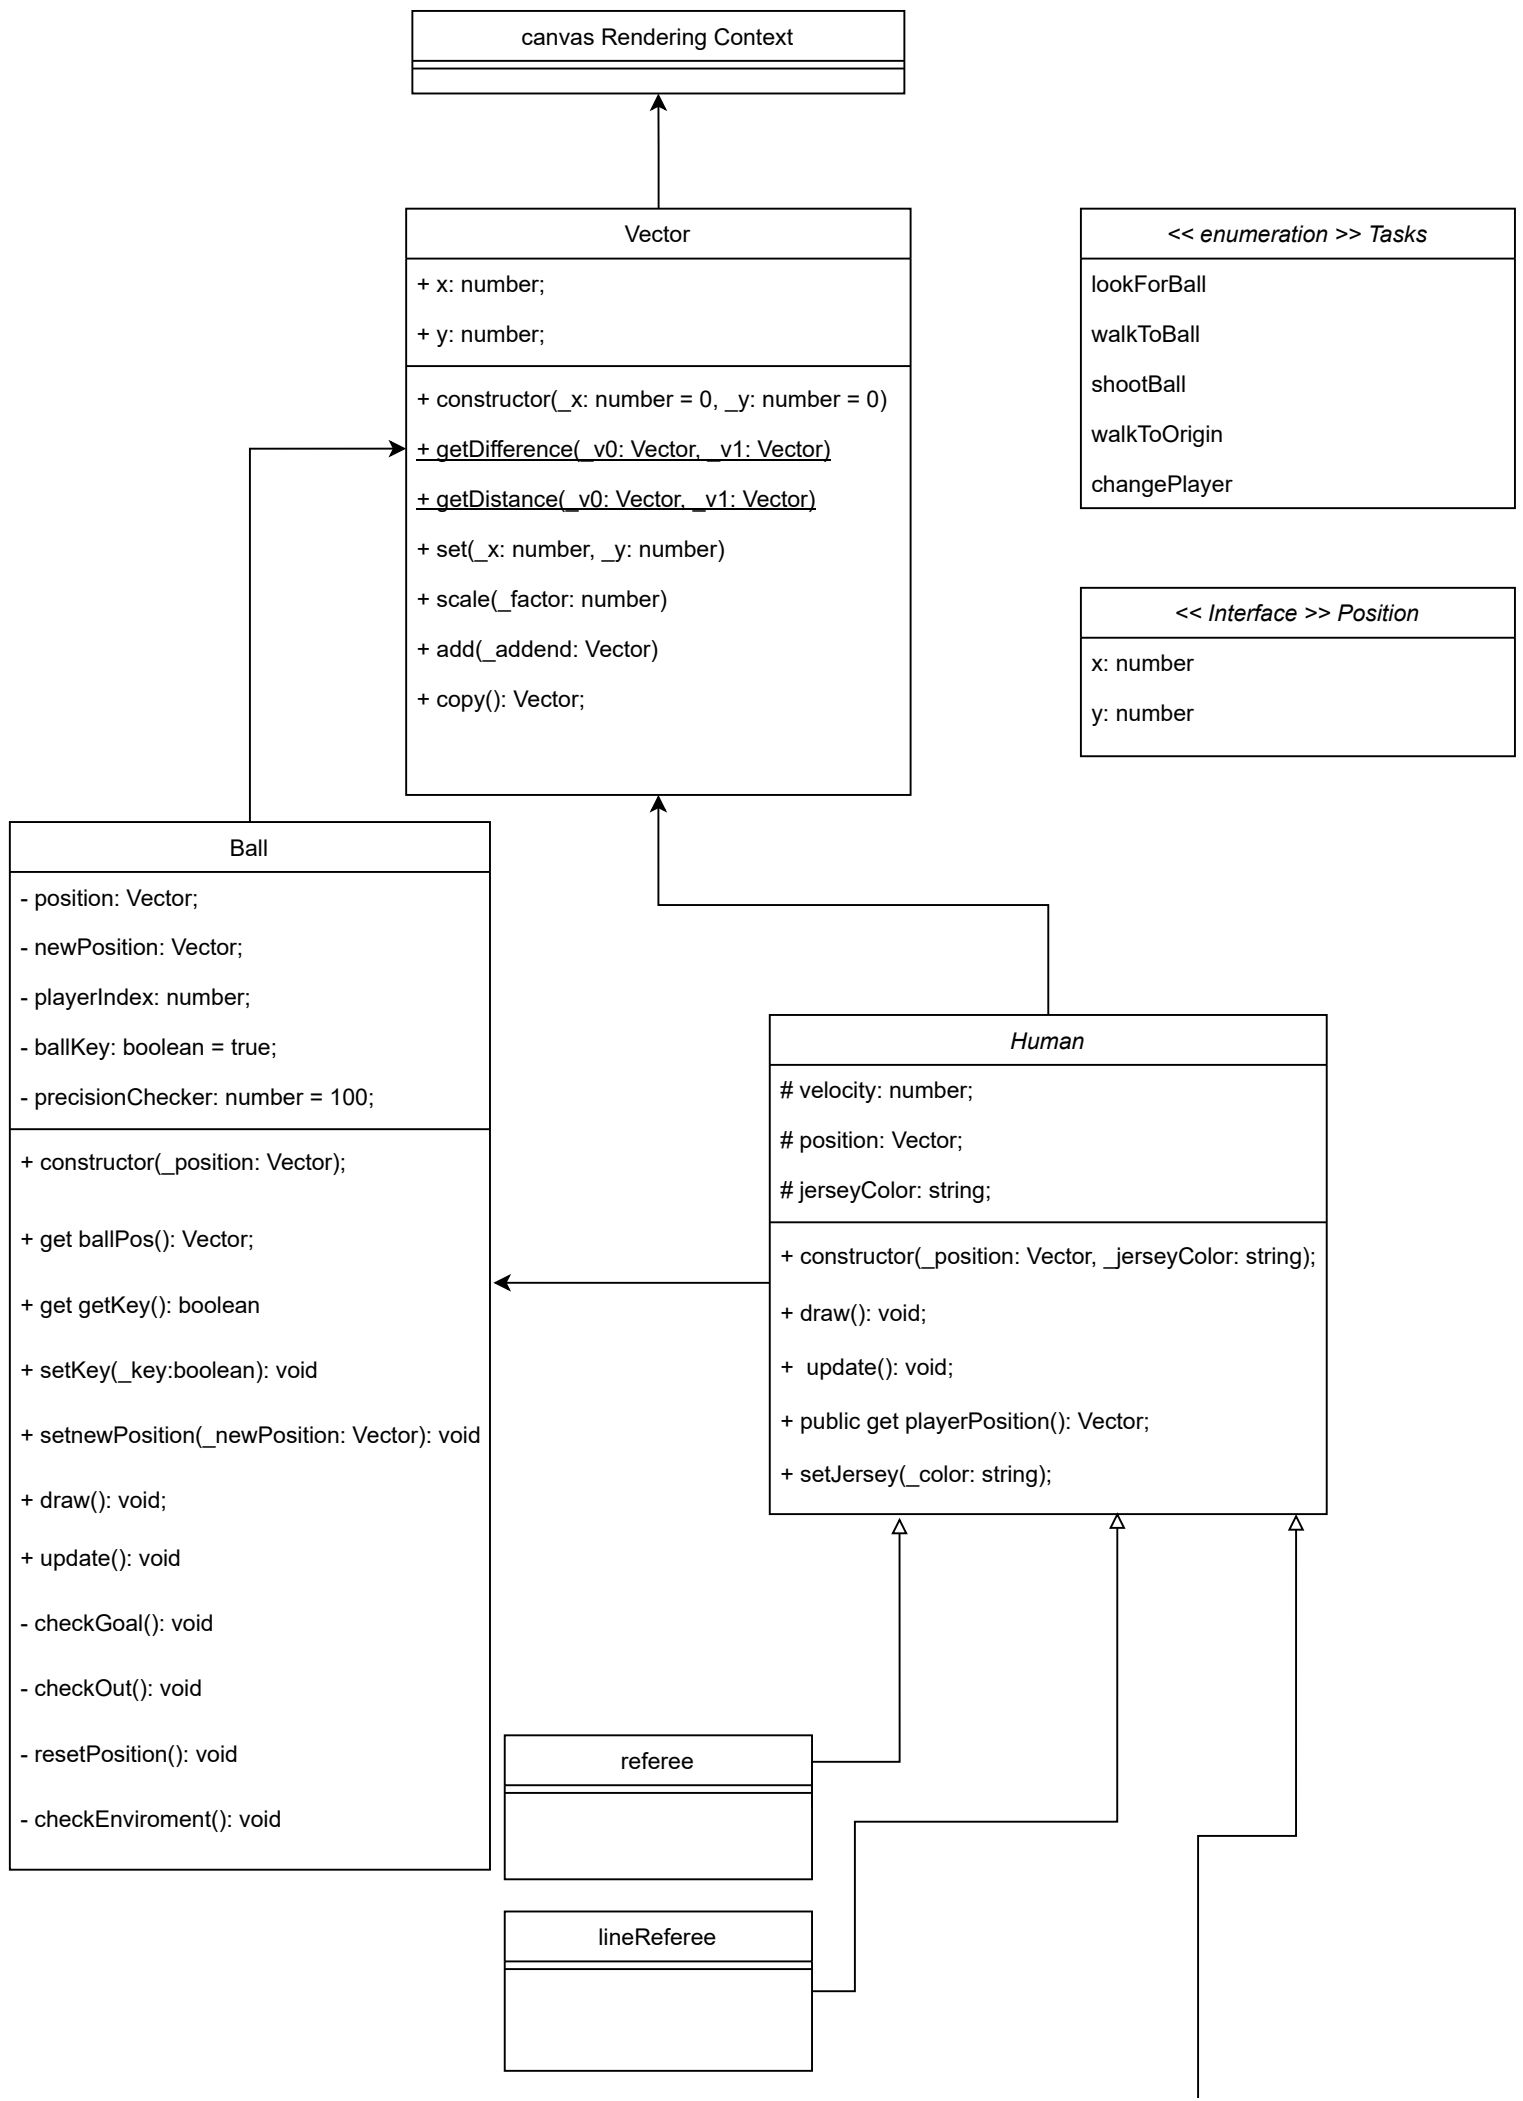 canvas Rendering Context
Vector
+ x: number;
+ y: number;
+ constructor(_x: number = 0, _y: number = 0)
+ getDifference(_v0: Vector, _v1: Vector)
+ getDistance(_v0: Vector, _v1: Vector)
+ set(_x: number, _y: number)
+ scale(_factor: number)
+ add(_addend: Vector)
+ copy(): Vector;
<< enumeration >> Tasks
lookForBall
walkToBall
shootBall
walkToOrigin
changePlayer
<< Interface >> Position
x: number
y: number
Ball
- position: Vector;
- newPosition: Vector;
- playerIndex: number;
- ballKey: boolean = true;
- precisionChecker: number = 100;
+ constructor(_position: Vector);
+ get ballPos(): Vector;
+ get getKey(): boolean
+ setKey(_key:boolean): void
+ setnewPosition(_newPosition: Vector): void
+ draw(): void;
+ update(): void
- checkGoal(): void
- checkOut(): void
- resetPosition(): void
- checkEnviroment(): void
Human
# velocity: number;
# position: Vector;
# jerseyColor: string;
+ constructor(_position: Vector, _jerseyColor: string);
+ draw(): void;
+  update(): void;
+ public get playerPosition(): Vector;
+ setJersey(_color: string);
referee
lineReferee